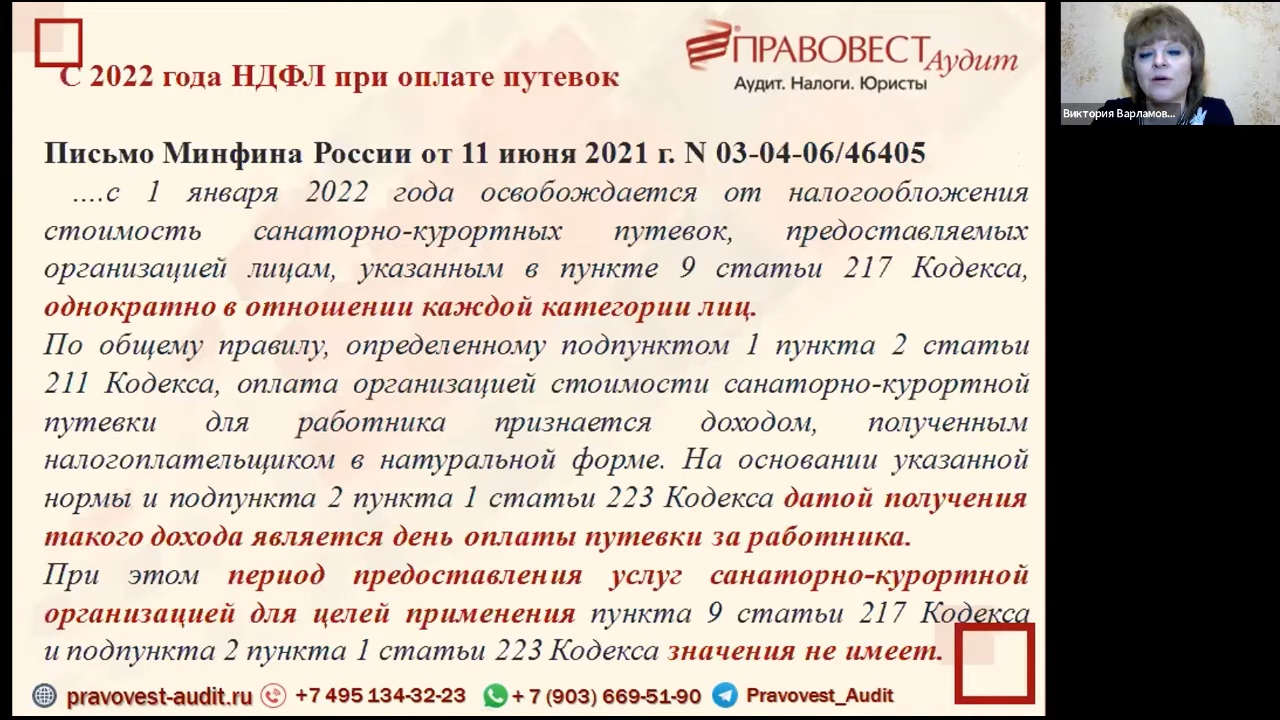 С 2022 года НДФЛ при оплате путевок
ПРАВОВЕСТ Аудит
Аудит. Налоги. Юристы
Виктория Варламов...
Письмо Минфина России от 11 июня 2021 г. N 03-04-06/46405
....с 1 января 2022 года освобождается от налогообложения
стоимость санаторно-курортных путевок, предоставляемых
организацией лицам, указанным в пункте 9 статьи 217 Кодекса,
однократно в отношении каждой категории лиц.
По общему правилу, определенному подпунктом 1 пункта 2 статьи
211 Кодекса, оплата организацией стоимости санаторно-курортной
путевки для работника признается доходом, полученным
налогоплательщиком в натуральной форме. На основании указанной
нормы и подпункта 2 пункта 1 статьи 223 Кодекса датой получения
такого дохода является день оплаты путевки за работника.
При этом период предоставления услуг санаторно-курортной
организацией для целей применения пункта 9 статьи 217 Кодекса
и подпункта 2 пункта 1 статьи 223 Кодекса значения не имеет.
pravovest-audit.ru +7 495 134-32-23 + 7 (903) 669-51-90 Pravovest_Audit